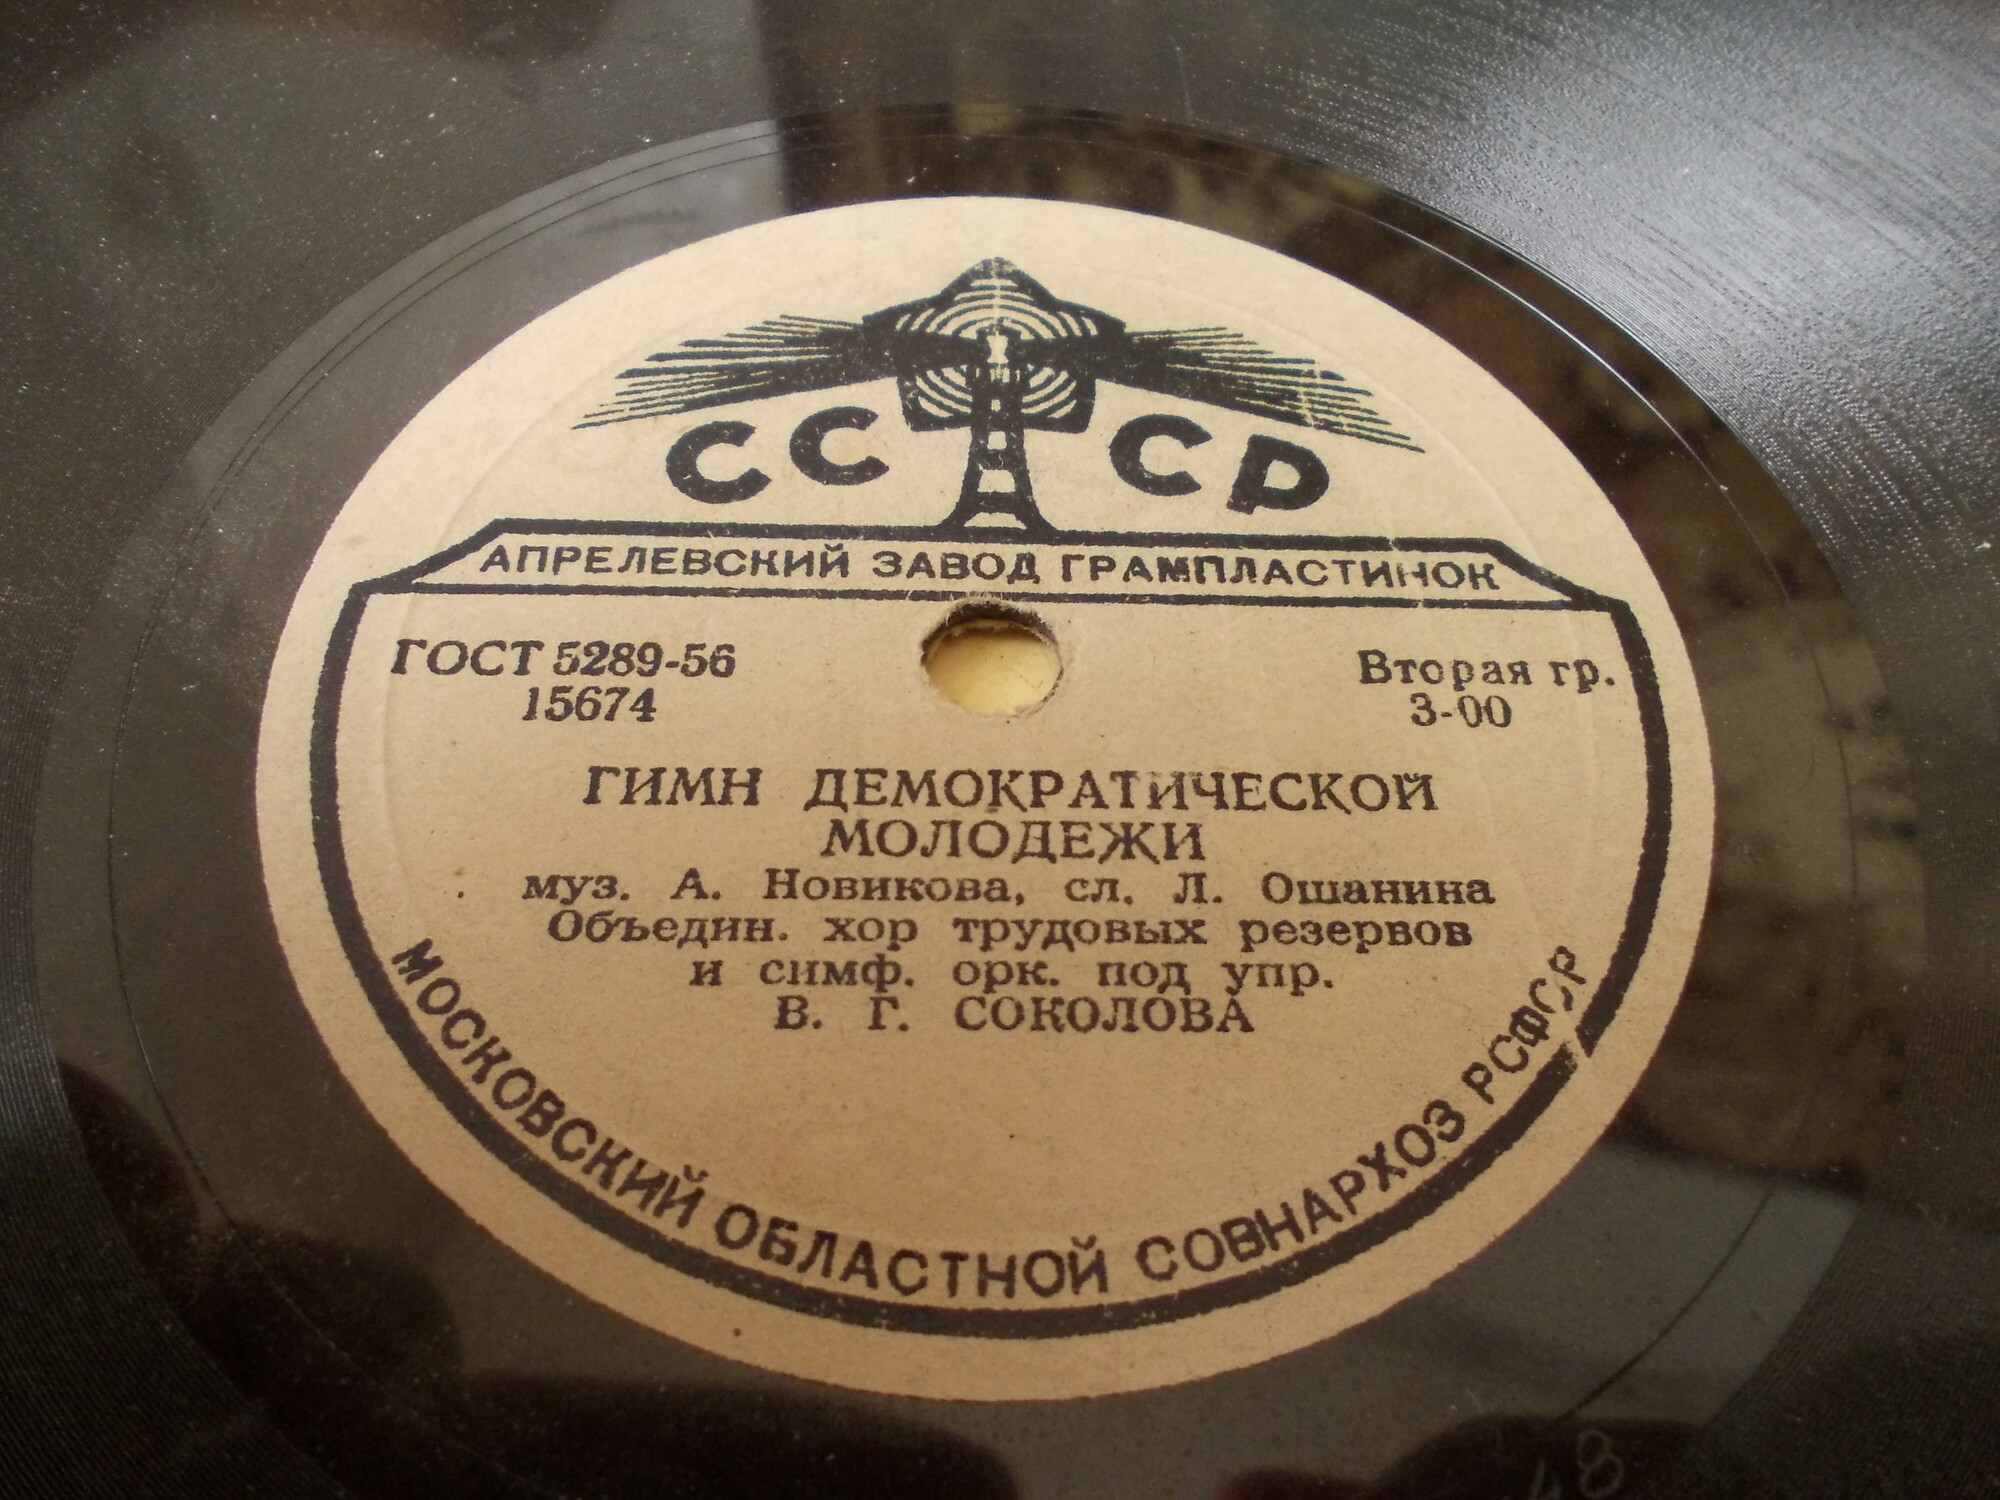 СССР
АПРЕЛЕВСКИЙ ЗАВОД ГРАМПЛАСТИНОК
ГОСТ 5289-56
15674
Вторая гр.
3-00
ГИМН ДЕМОКРАТИЧЕСКОЙ
МОЛОДЕЖИ
муз. А. Новикова, сл. Л. Ошанина
Объедин. хор трудовых резервов
и симф. орк. под упр.
В. Г. СОКОЛОВА
МОСКОВСКИЙ ОБЛАСТНОЙ СОВНАРХОЗ РСФСР